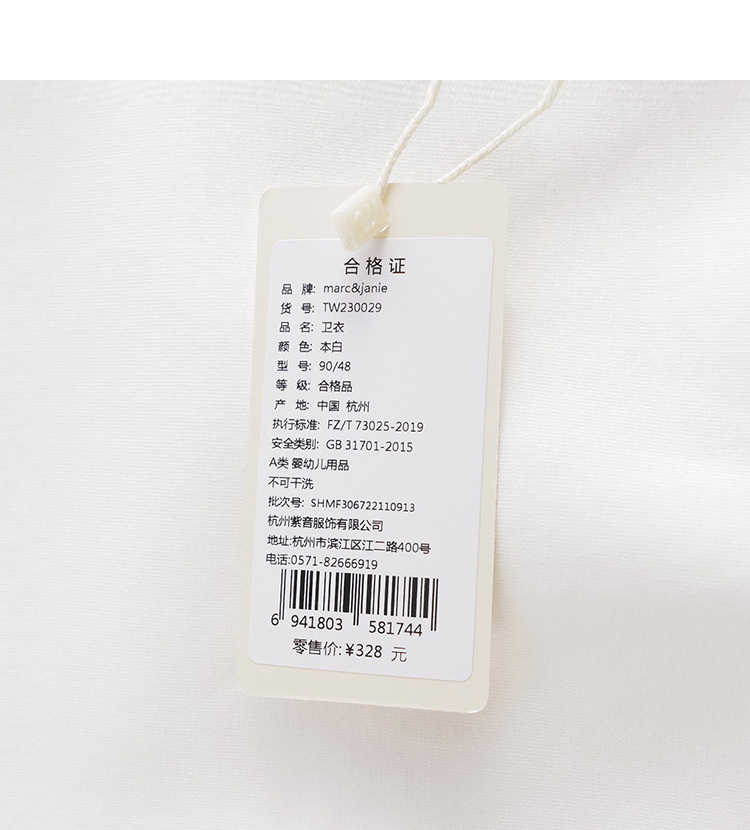 合格证
品 牌: marc&janie
货 号: TW230029
品 名: 卫衣
颜 色: 本白
型 号: 90/48
等 级: 合格品
产 地: 中国 杭州
执行标准: FZ/T 73025-2019
安全类别: GB 31701-2015
A类 婴幼儿用品
不可干洗
批次号: SHMF306722110913
杭州紫音服饰有限公司
地址:杭州市滨江区江二路400号
电话:0571-82666919
6 941803 581744
零售价:¥328 元